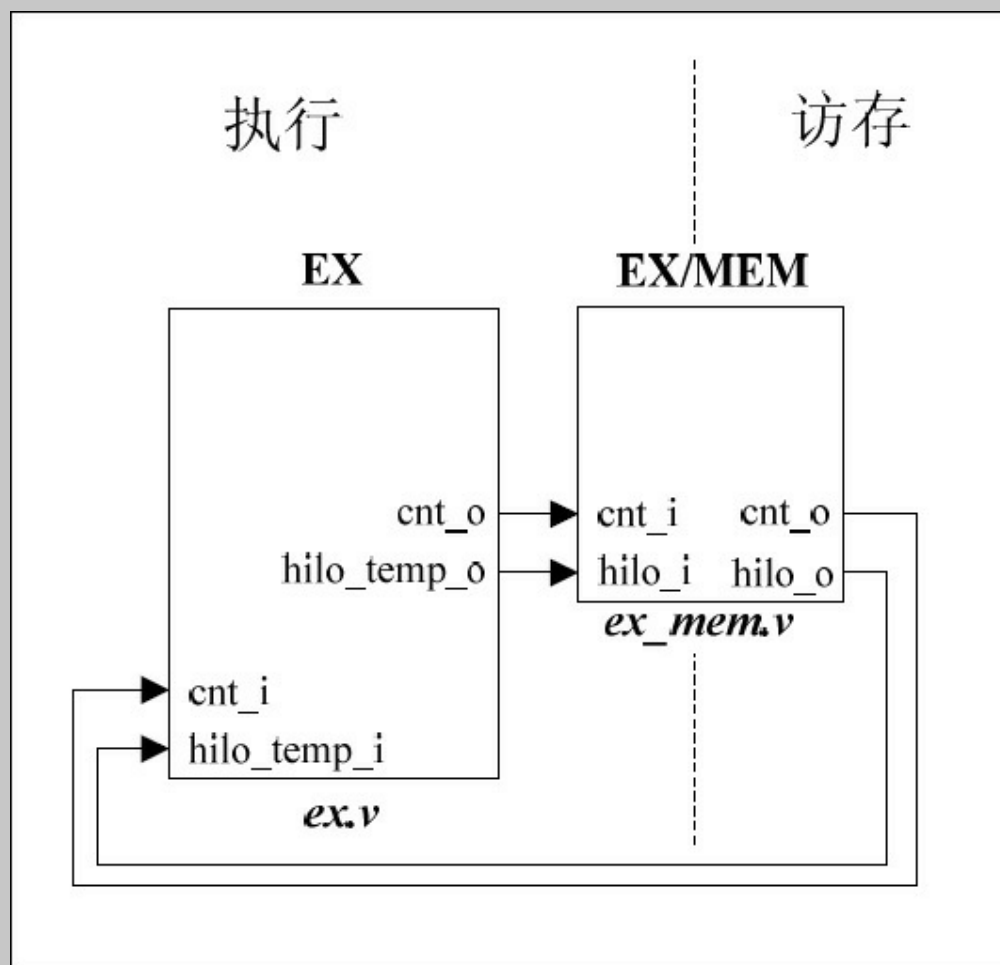 执行
访存
EX
EX/MEM
cnt_o
hilo_temp_o
cnt_i
cnt_o
hilo_i
hilo_o
ex_mem.v
cnt_i
hilo_temp_i
ex.v